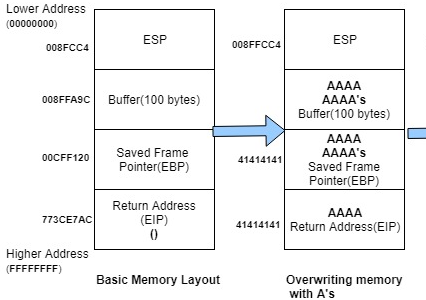 Lower Address
(00000000)
008FCC4
ESP
008FFA9C
Buffer(100 bytes)
00CFF120
Saved Frame
Pointer(EBP)
773CE7AC
Return Address
(EIP)
()
Higher Address
(FFFFFFFF)
Basic Memory Layout
008FFCC4
ESP
AAAA
AAAA's
Buffer(100 bytes)
AAAA
AAAA's
41414141
Saved Frame
Pointer(EBP)
AAAA
41414141
Return Address(EIP)
Overwriting memory
with A's